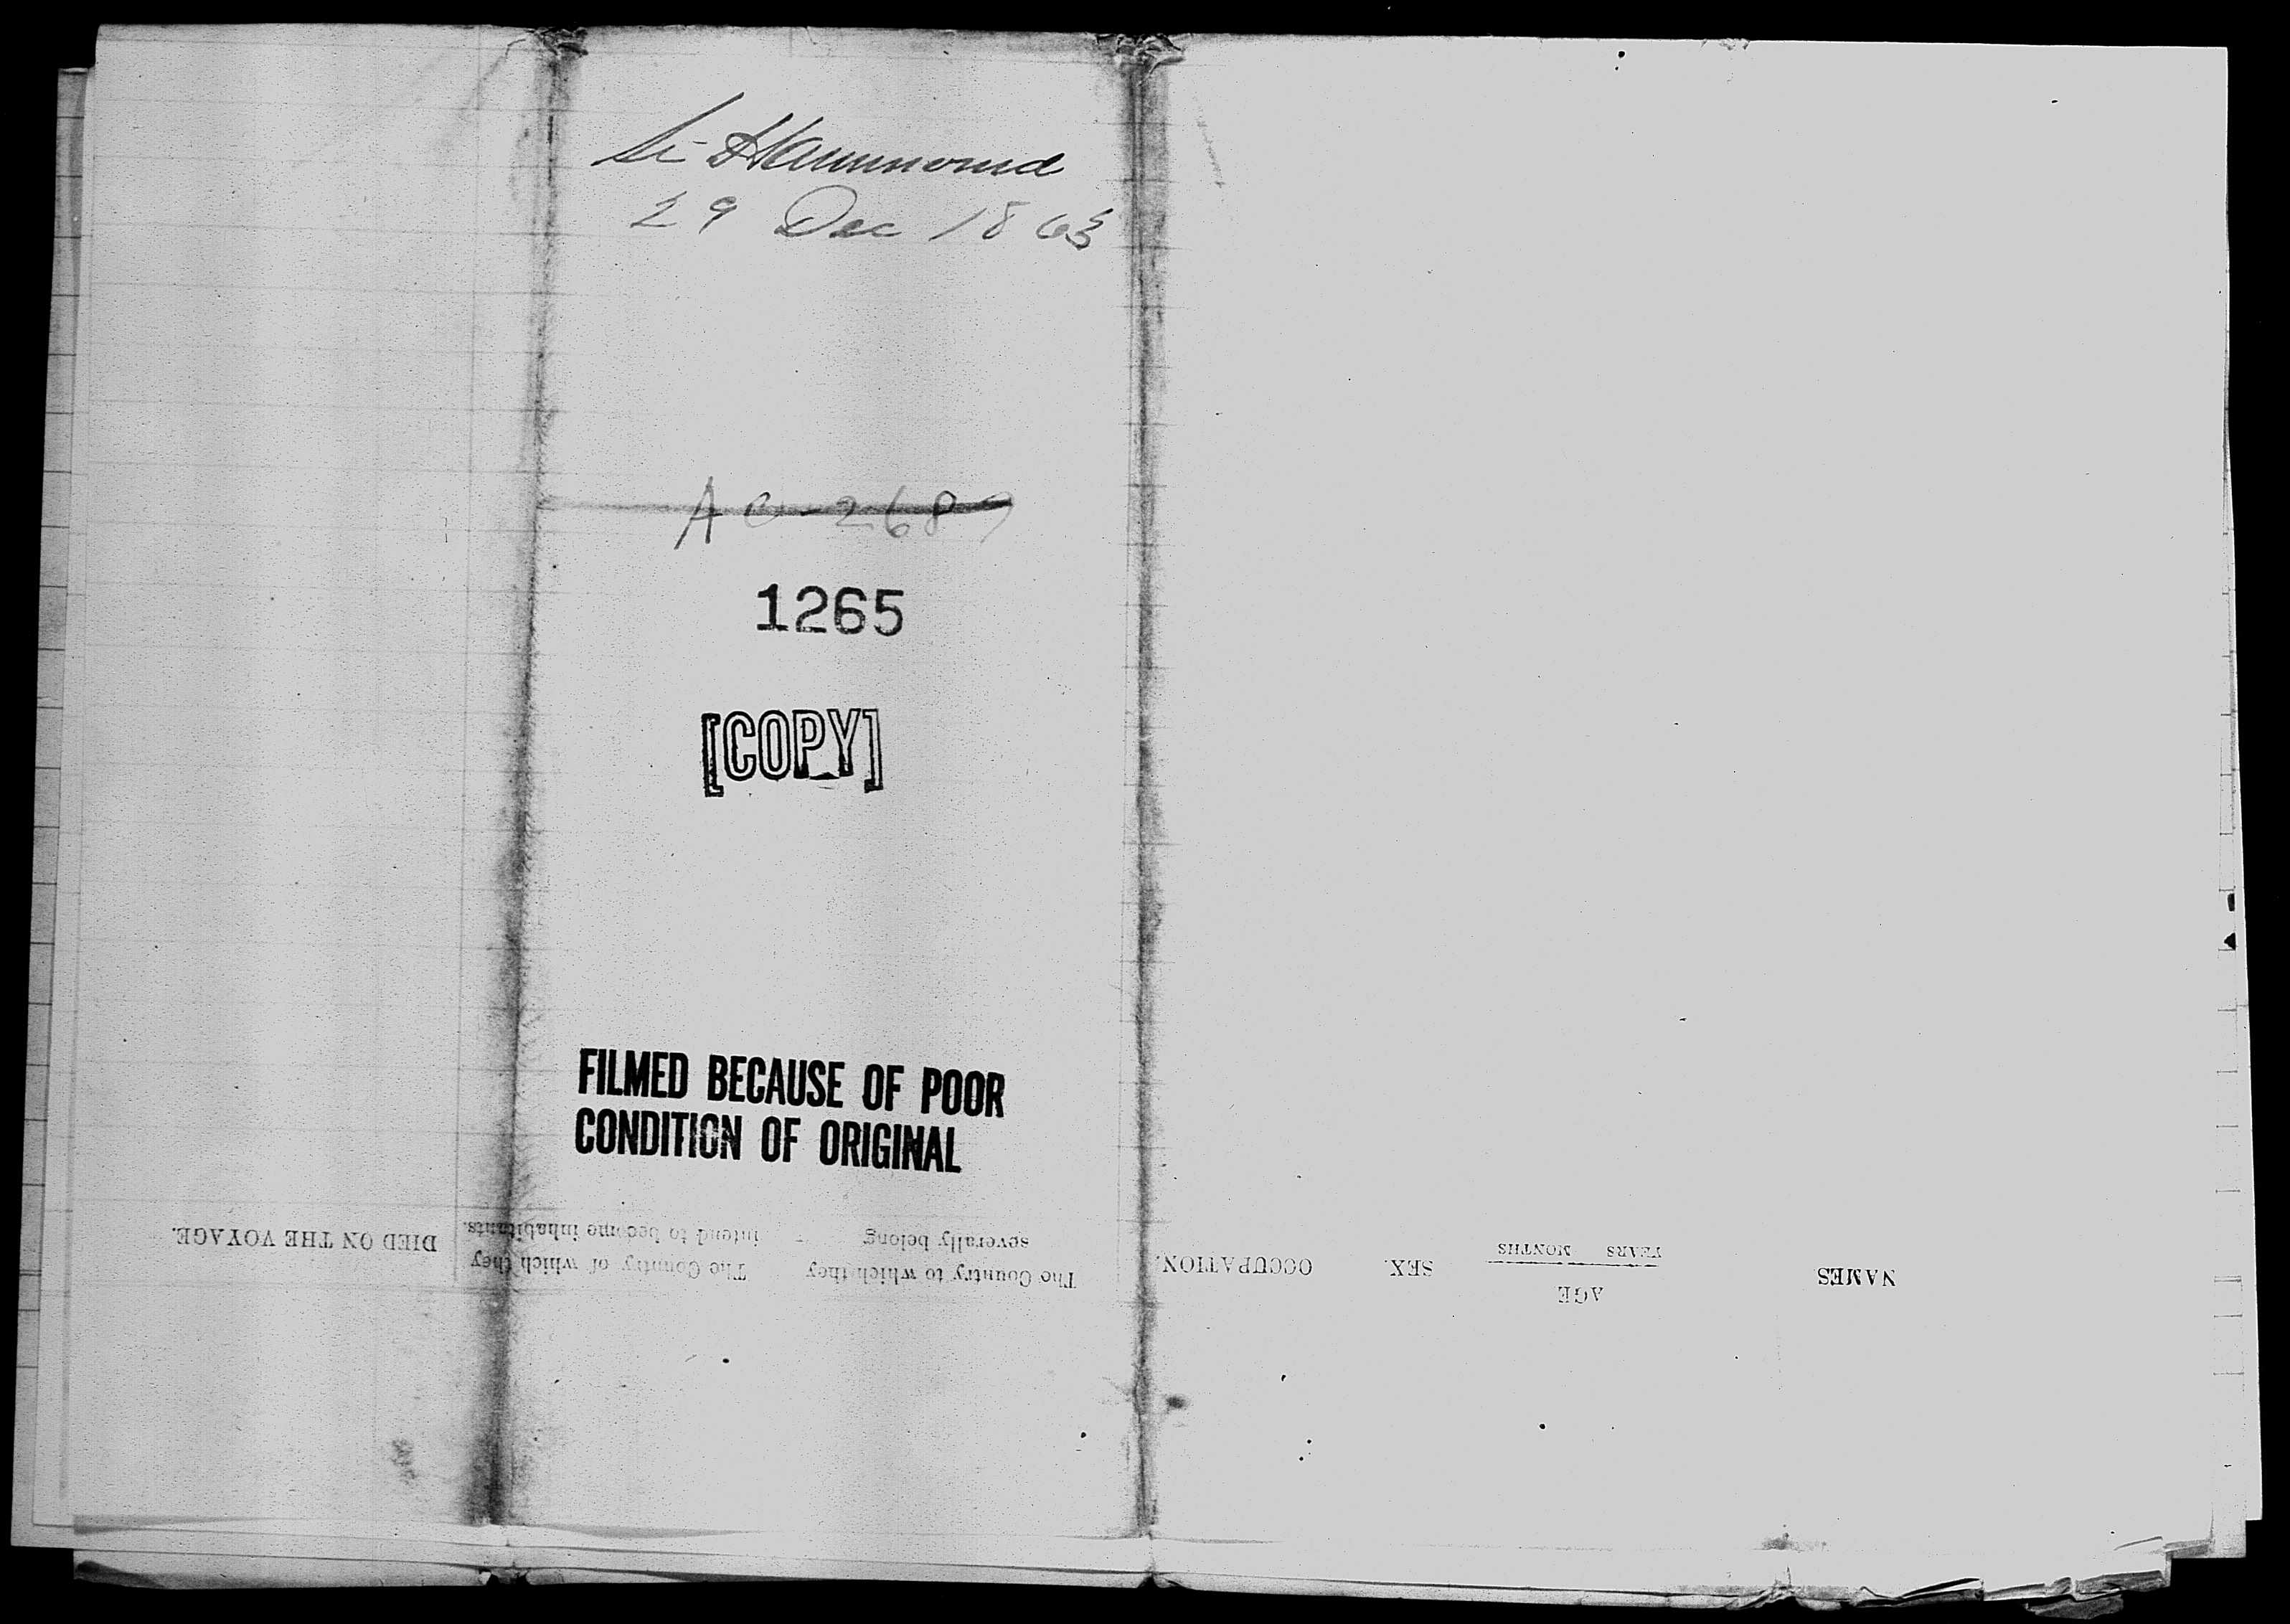 Hammond
29 Dec 1863
1265
[COPY]
FILMED BECAUSE OF POOR
CONDITION OF ORIGINAL
NAMES.
AGE
YEARS MONTHS
SEX.
OCCUPATION.
The Country to which they
severally belong
The Country of which they
intend to become inhabitants.
DIED ON THE VOYAGE.